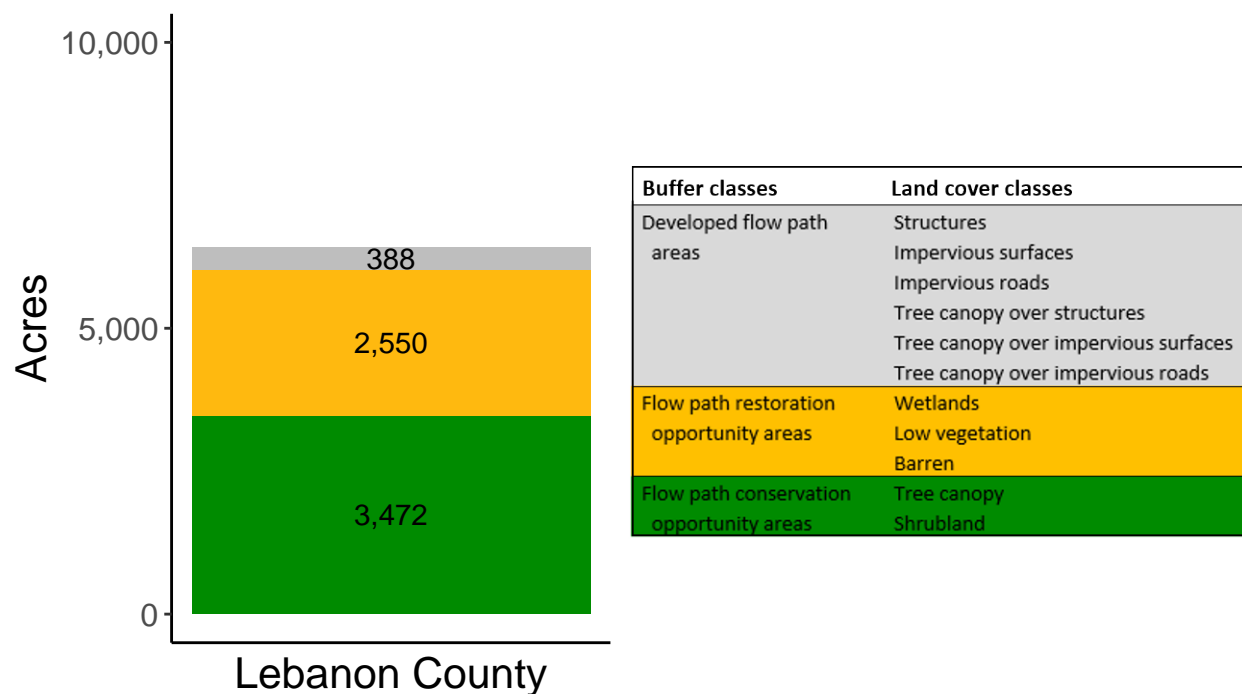 10,000
5,000
0
Acres
388
2,550
3,472
Lebanon County
Buffer classes Land cover classes
Developed flow path Structures
areas Impervious surfaces
Impervious roads
Tree canopy over structures
Tree canopy over impervious surfaces
Tree canopy over impervious roads
Flow path restoration Wetlands
opportunity areas Low vegetation
Barren
Flow path conservation Tree canopy
opportunity areas Shrubland